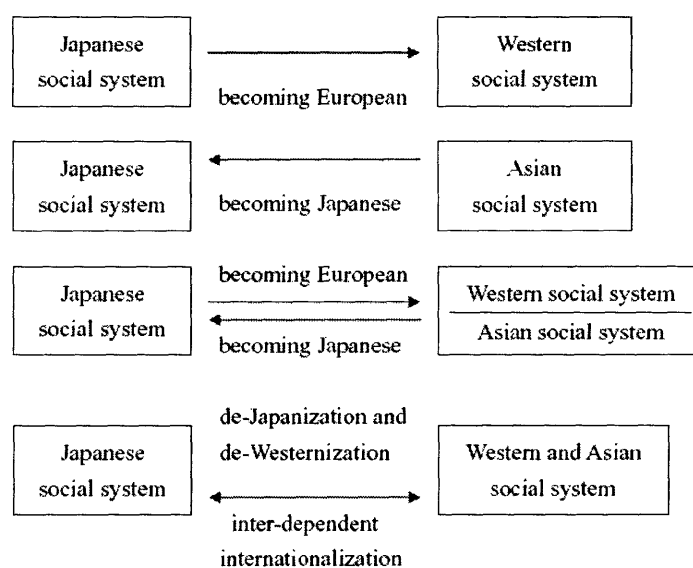 Japanese
social system
becoming European
Western
social system
Japanese
social system
becoming Japanese
Asian
social system
Japanese
social system
becoming European
becoming Japanese
Western social system
Asian social system
Japanese
social system
de-Japanization and
de-Westernization
inter-dependent
internationalization
Western and Asian
social system